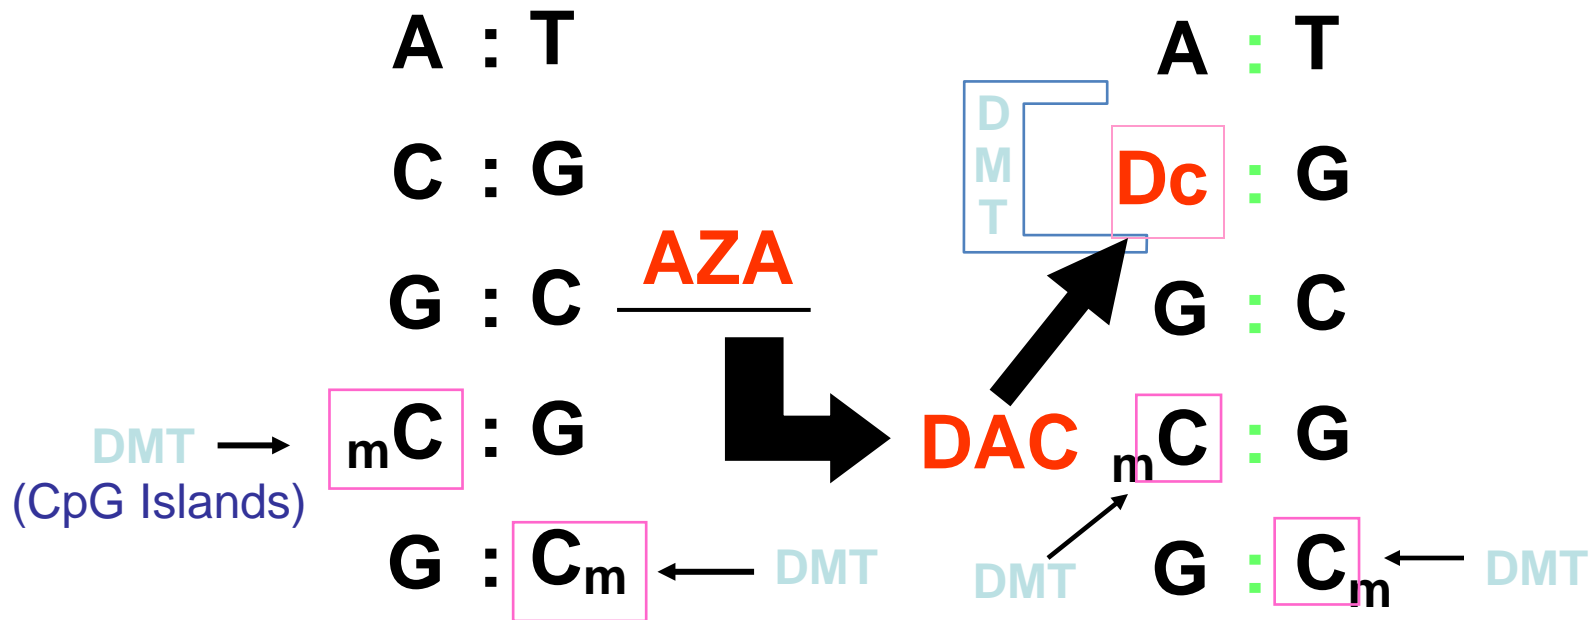 A : T
C : G
G : C
mC : G
G : Cm
DMT
(CpG Islands)
DMT
AZA
DAC
A : T
DMT
Dc : G
G : C
mC : G
G : Cm
DMT
DMT